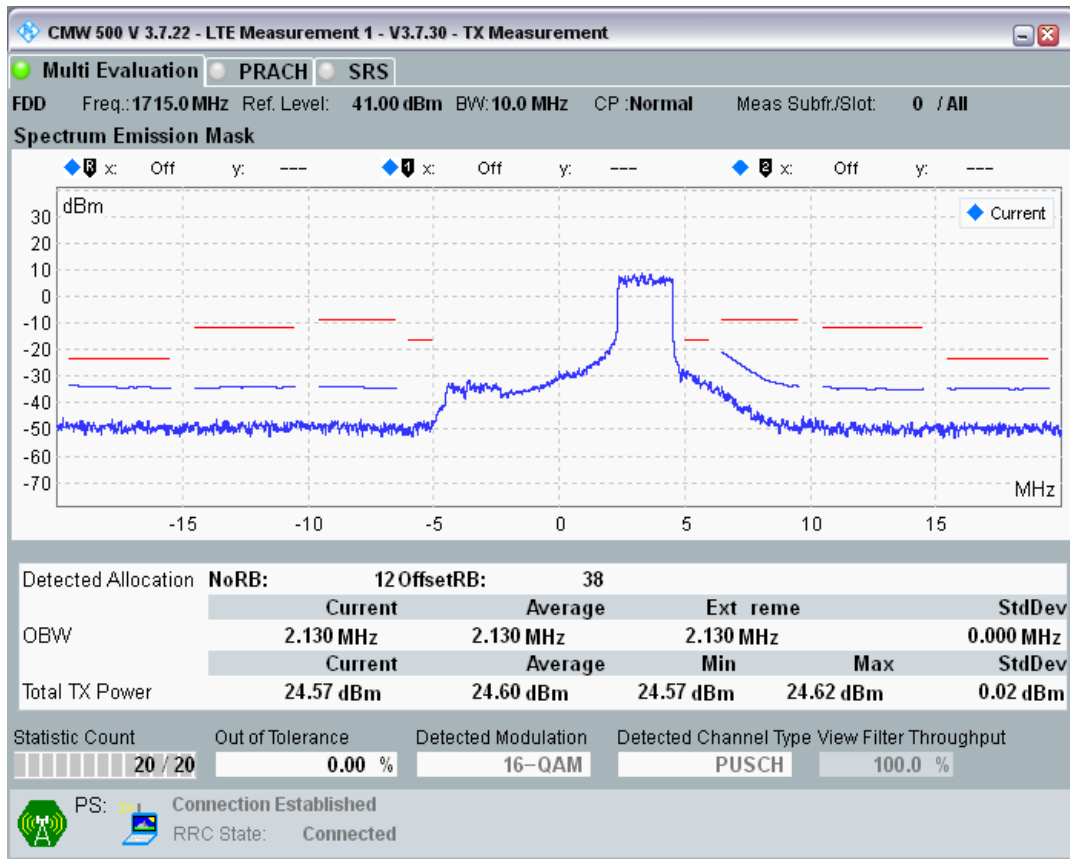 CMW 500 V 3.7.22 - LTE Measurement 1 - V3.7.30 - TX Measurement
Multi Evaluation PRACH SRS
FDD Freq.: 1715.0 MHz Ref. Level: 41.00 dBm BW: 10.0 MHz CP :Normal Meas Subfr./Slot: 0 / All
Spectrum Emission Mask
R x: Off y: --- 1 x: Off y: --- 2 x: Off y: ---
dBm
Current
30
20
10
0
-10
-20
-30
-40
-50
-60
-70
MHz
-15 -10 -5 0 5 10 15
Detected Allocation NoRB: 12 OffsetRB: 38
Current Average Ext reme StdDev
OBW 2.130 MHz 2.130 MHz 2.130 MHz 0.000 MHz
Current Average Min Max StdDev
Total TX Power 24.57 dBm 24.60 dBm 24.57 dBm 24.62 dBm 0.02 dBm
Statistic Count Out of Tolerance Detected Modulation Detected Channel Type View Filter Throughput
20 / 20 0.00 % 16-QAM PUSCH 100.0 %
PS: Connection Established
RRC State: Connected